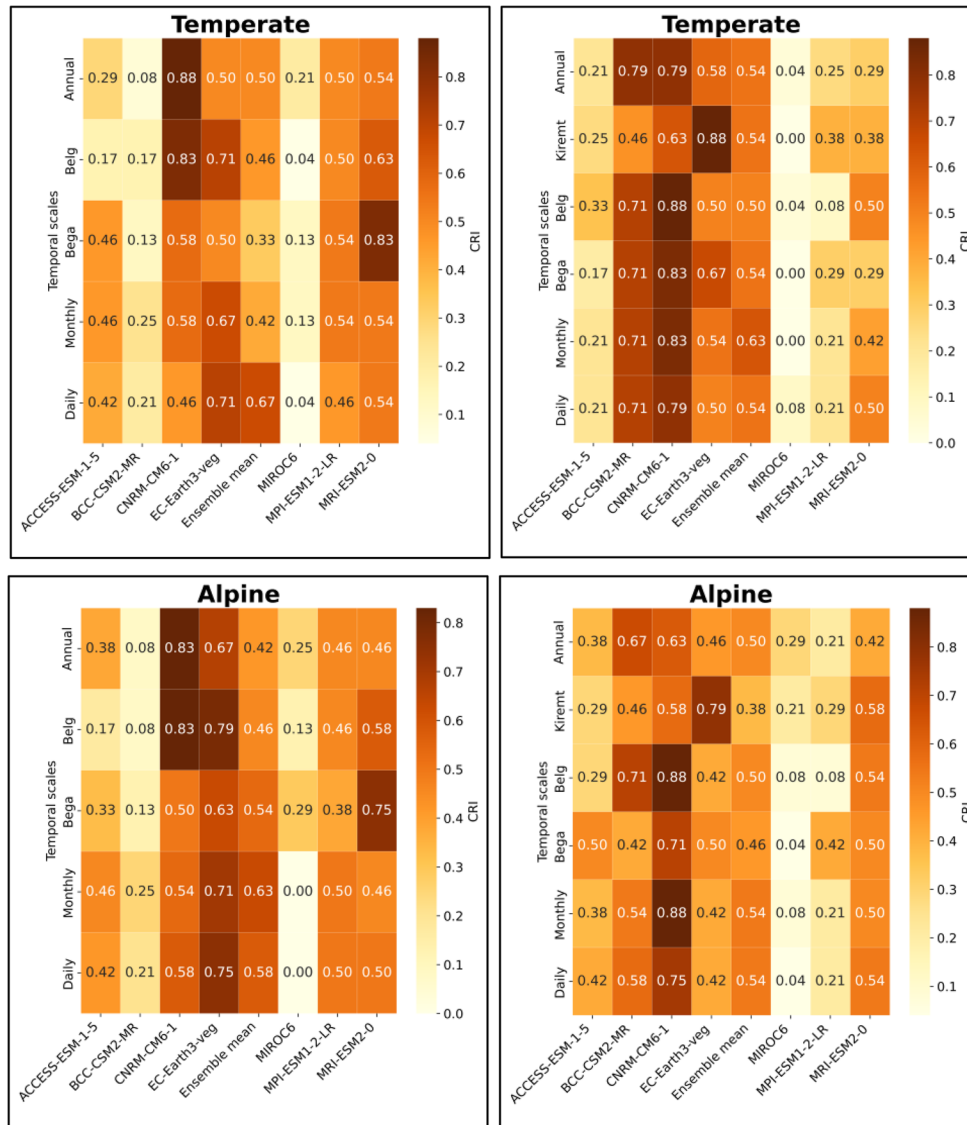 Temperate
Annual 0.29 0.08 0.88 0.50 0.50 0.21 0.50 0.54
Belg 0.17 0.17 0.83 0.71 0.46 0.04 0.50 0.63
Bega 0.46 0.13 0.58 0.50 0.33 0.13 0.54 0.83
Monthly 0.46 0.25 0.58 0.67 0.42 0.13 0.54 0.54
Daily 0.42 0.21 0.46 0.71 0.67 0.04 0.46 0.54
Temporal scales
ACCESS-ESM-1-5 BCC-CSM2-MR CNRM-CM6-1 EC-Earth3-veg Ensemble mean MIROC6 MPI-ESM1-2-LR MRI-ESM2-0
0.8
0.7
0.6
0.5
0.4
0.3
0.2
0.1
CRI
Temperate
Annual 0.21 0.79 0.79 0.58 0.54 0.04 0.25 0.29
Kiremt 0.25 0.46 0.63 0.88 0.54 0.00 0.38 0.38
Belg 0.33 0.71 0.88 0.50 0.50 0.04 0.08 0.50
Bega 0.17 0.71 0.83 0.67 0.54 0.00 0.29 0.29
Monthly 0.21 0.71 0.83 0.54 0.63 0.00 0.21 0.42
Daily 0.21 0.71 0.79 0.50 0.54 0.08 0.21 0.50
Temporal scales
ACCESS-ESM-1-5 BCC-CSM2-MR CNRM-CM6-1 EC-Earth3-veg Ensemble mean MIROC6 MPI-ESM1-2-LR MRI-ESM2-0
0.8
0.7
0.6
0.5
0.4
0.3
0.2
0.1
0.0
CRI
Alpine
Annual 0.38 0.08 0.83 0.67 0.42 0.25 0.46 0.46
Belg 0.17 0.08 0.83 0.79 0.46 0.13 0.46 0.58
Bega 0.33 0.13 0.50 0.63 0.54 0.29 0.38 0.75
Monthly 0.46 0.25 0.54 0.71 0.63 0.00 0.50 0.46
Daily 0.42 0.21 0.58 0.75 0.58 0.00 0.50 0.50
Temporal scales
ACCESS-ESM-1-5 BCC-CSM2-MR CNRM-CM6-1 EC-Earth3-veg Ensemble mean MIROC6 MPI-ESM1-2-LR MRI-ESM2-0
0.8
0.7
0.6
0.5
0.4
0.3
0.2
0.1
0.0
CRI
Alpine
Annual 0.38 0.67 0.63 0.46 0.50 0.29 0.21 0.42
Kiremt 0.29 0.46 0.58 0.79 0.38 0.21 0.29 0.58
Belg 0.29 0.71 0.88 0.42 0.50 0.08 0.08 0.54
Bega 0.50 0.42 0.71 0.50 0.46 0.04 0.42 0.50
Monthly 0.38 0.54 0.88 0.42 0.54 0.08 0.21 0.50
Daily 0.42 0.58 0.75 0.42 0.54 0.04 0.21 0.54
Temporal scales
ACCESS-ESM-1-5 BCC-CSM2-MR CNRM-CM6-1 EC-Earth3-veg Ensemble mean MIROC6 MPI-ESM1-2-LR MRI-ESM2-0
0.8
0.7
0.6
0.5
0.4
0.3
0.2
0.1
CRI